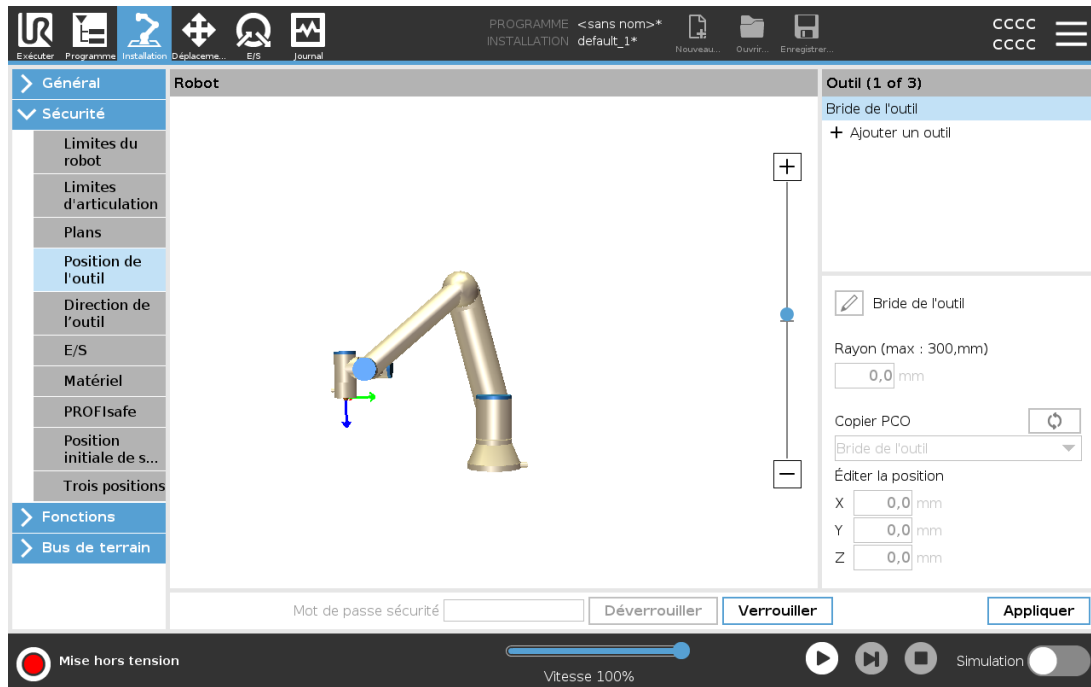 PROGRAMME <sans nom>*
INSTALLATION default_1*
Exécuter
Programme
Installation
Déplaceme...
E/S
Journal
Nouveau...
Ouvrir...
Enregistrer...
CCCC
CCCC
Général
Sécurité
Limites du
robot
Limites
d'articulation
Plans
Position de
l'outil
Direction de
l’outil
E/S
Matériel
PROFIsafe
Position
initiale de s...
Trois positions
Fonctions
Bus de terrain
Robot
Outil (1 of 3)
Bride de l'outil
+ Ajouter un outil
Bride de l'outil
Rayon (max : 300,mm)
0,0 mm
Copier PCO
Bride de l'outil
Éditer la position
X 0,0 mm
Y 0,0 mm
Z 0,0 mm
Mot de passe sécurité
Déverrouiller
Verrouiller
Appliquer
Mise hors tension
Vitesse 100%
Simulation